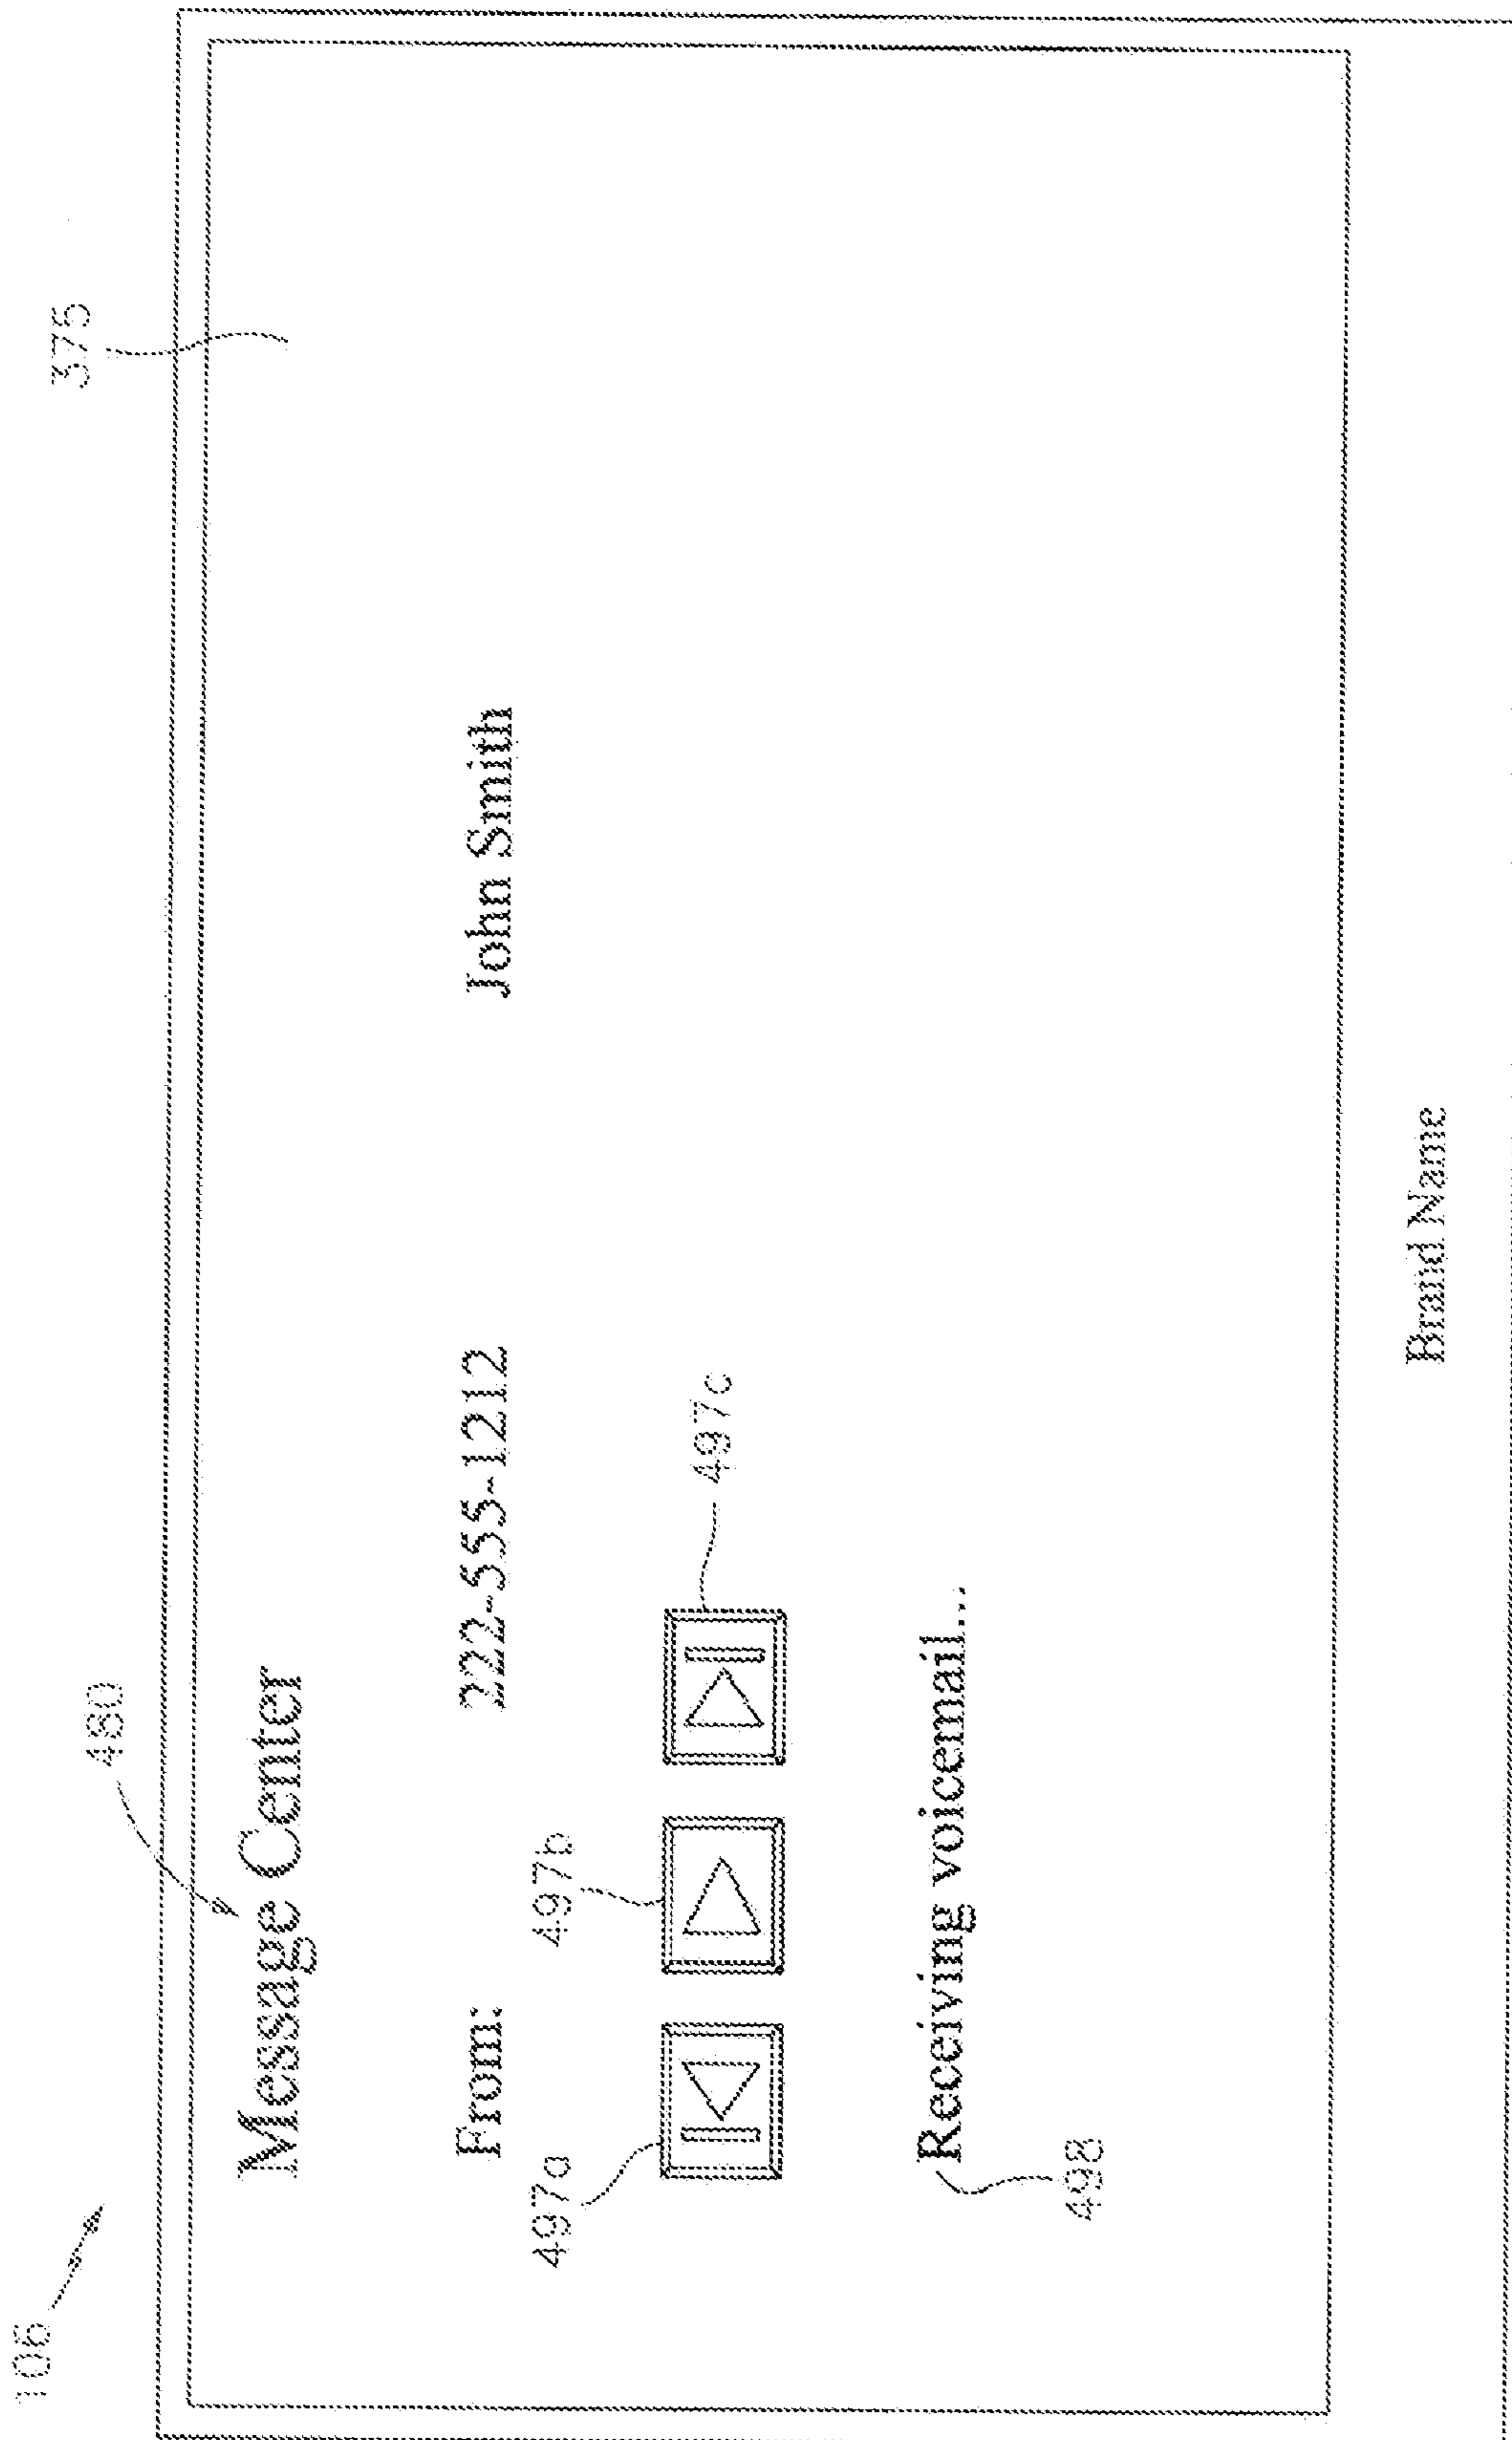 106
480
375
Message Center
From: 222-555-1212 John Smith
497a
497b
497c
Receiving voicemail...
498
Brand Name